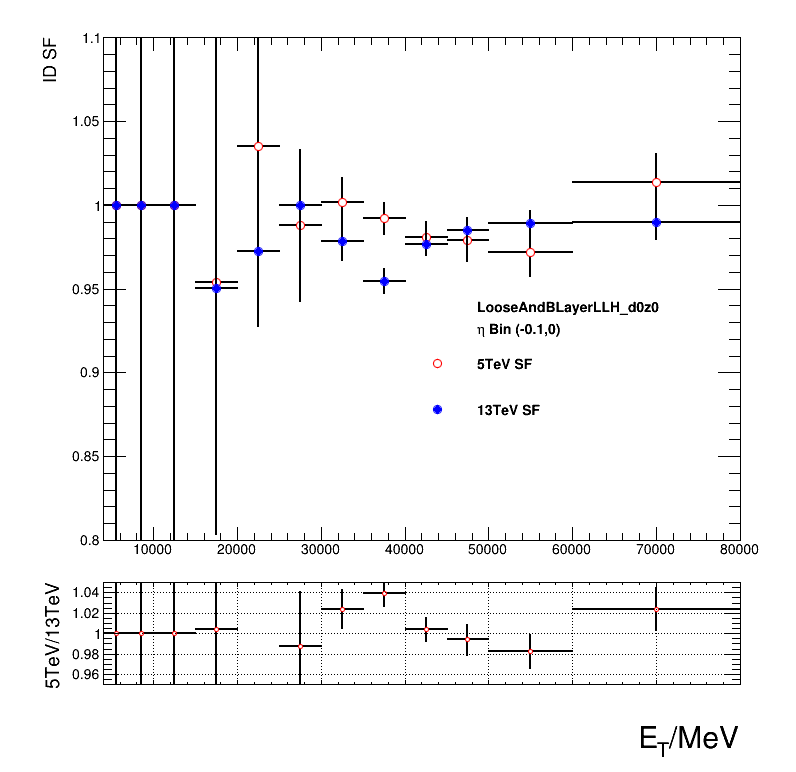 ID SF
1.1
1.05
1
0.95
0.9
0.85
0.8
LooseAndBLayerLLH_d0z0
η Bin (-0.1,0)
5TeV SF
13TeV SF
10000 20000 30000 40000 50000 60000 70000 80000
5TeV/13TeV
1.04
1.02
1
0.98
0.96
E_T/MeV